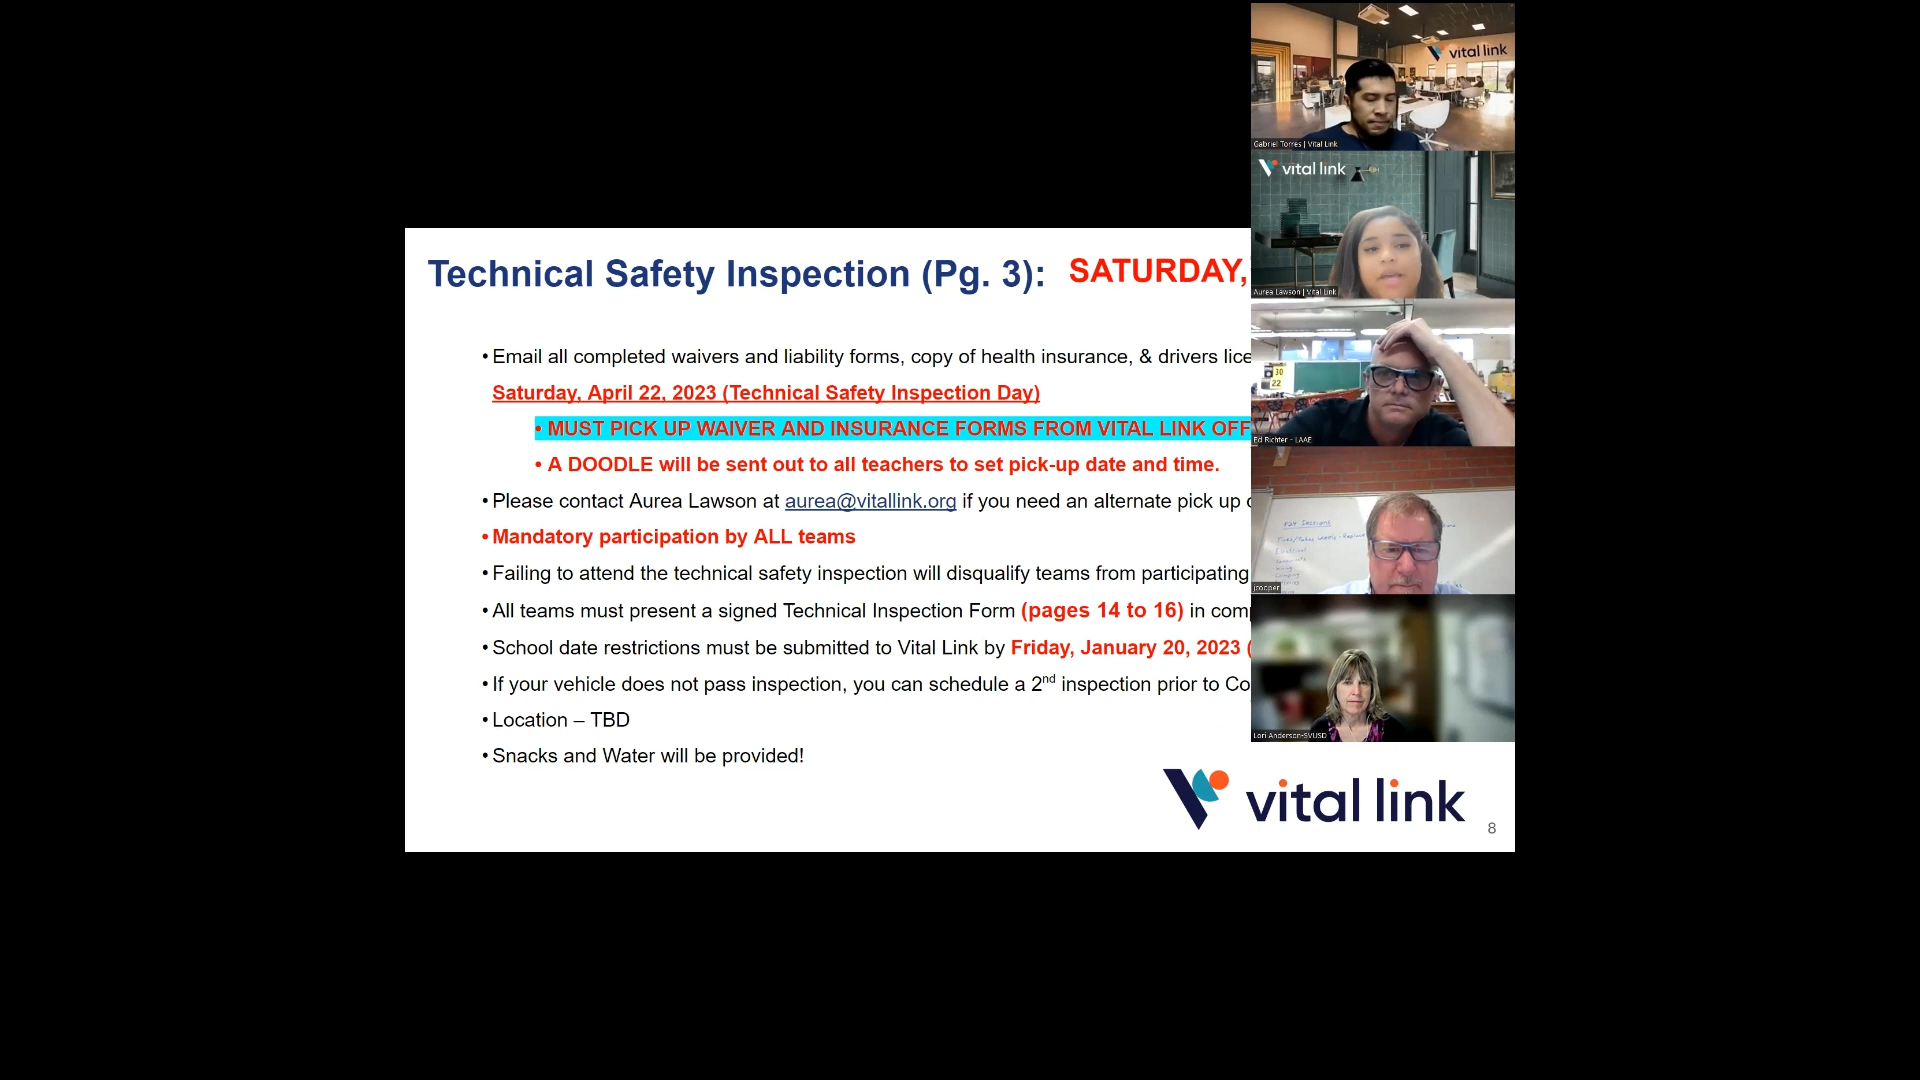 Technical Safety Inspection (Pg. 3): SATURDAY,
• Email all completed waivers and liability forms, copy of health insurance, & drivers lice
Saturday, April 22, 2023 (Technical Safety Inspection Day)
• MUST PICK UP WAIVER AND INSURANCE FORMS FROM VITAL LINK OFF
• A DOODLE will be sent out to all teachers to set pick-up date and time.
• Please contact Aurea Lawson at aurea@vitallink.org if you need an alternate pick up
• Mandatory participation by ALL teams
• Failing to attend the technical safety inspection will disqualify teams from participating
• All teams must present a signed Technical Inspection Form (pages 14 to 16) in com
• School date restrictions must be submitted to Vital Link by Friday, January 20, 2023 (
• If your vehicle does not pass inspection, you can schedule a 2nd inspection prior to Co
• Location – TBD
• Snacks and Water will be provided!
vital link
8
vital link
Gabriel Torres | Vital Link
vital link
Aurea Lawson | Vital Link
30
22
Ed Richter - LAAE
P24 Sessions
jcooper
Lori Anderson-SVUSD